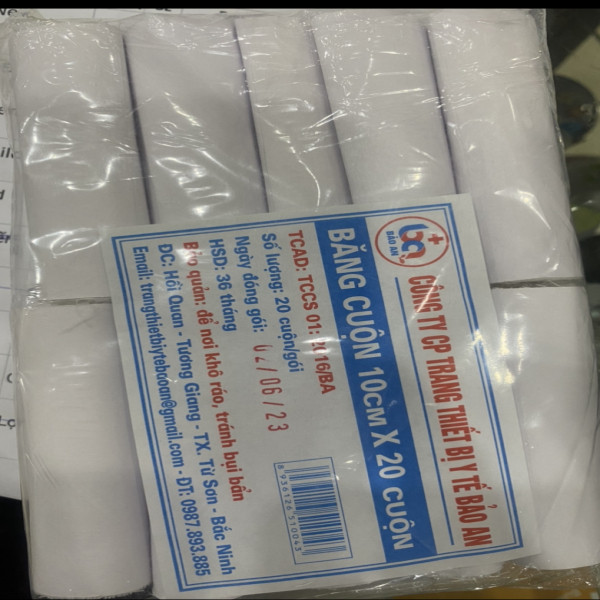 BẢO AN
CÔNG TY CP TRANG THIẾT BỊ Y TẾ BẢO AN
BĂNG CUỘN 10CM X 20 CUỘN
TCAD: TCCS 01: 2016/BA
Số lượng: 20 cuộn/gói
Ngày đóng gói: 02/06/23
HSD: 36 tháng
Bảo quản: để nơi khô ráo, tránh bụi bẩn
ĐC: Hồi Quan - Tương Giang - TX. Từ Sơn - Bắc Ninh
Email: trangthietbiytebaoan@gmail.com - ĐT: 0987.893.885
8936126510043